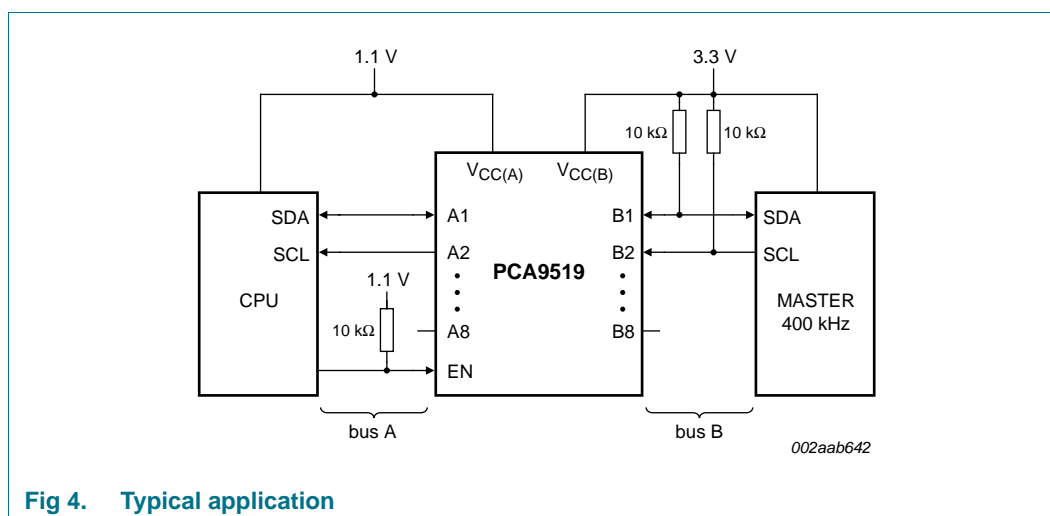 1.1 V
3.3 V
10 kΩ
10 kΩ
VCC(A)
VCC(B)
SDA
A1
B1
SDA
SCL
A2
B2
SCL
PCA9519
1.1 V
CPU
MASTER
400 kHz
10 kΩ
A8
B8
EN
bus A
bus B
002aab642
Fig 4. Typical application